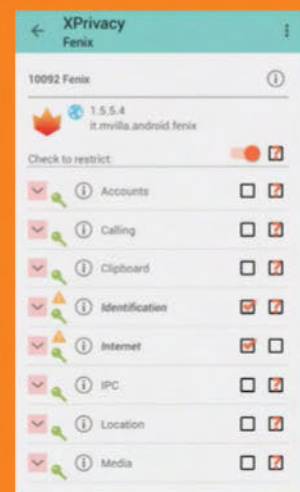 XPrivacy
Fenix
10092 Fenix
1.5.5.4
it.mvilla.android.fenix
Check to restrict:
Accounts
Calling
Clipboard
Identification
Internet
IPC
Location
Media